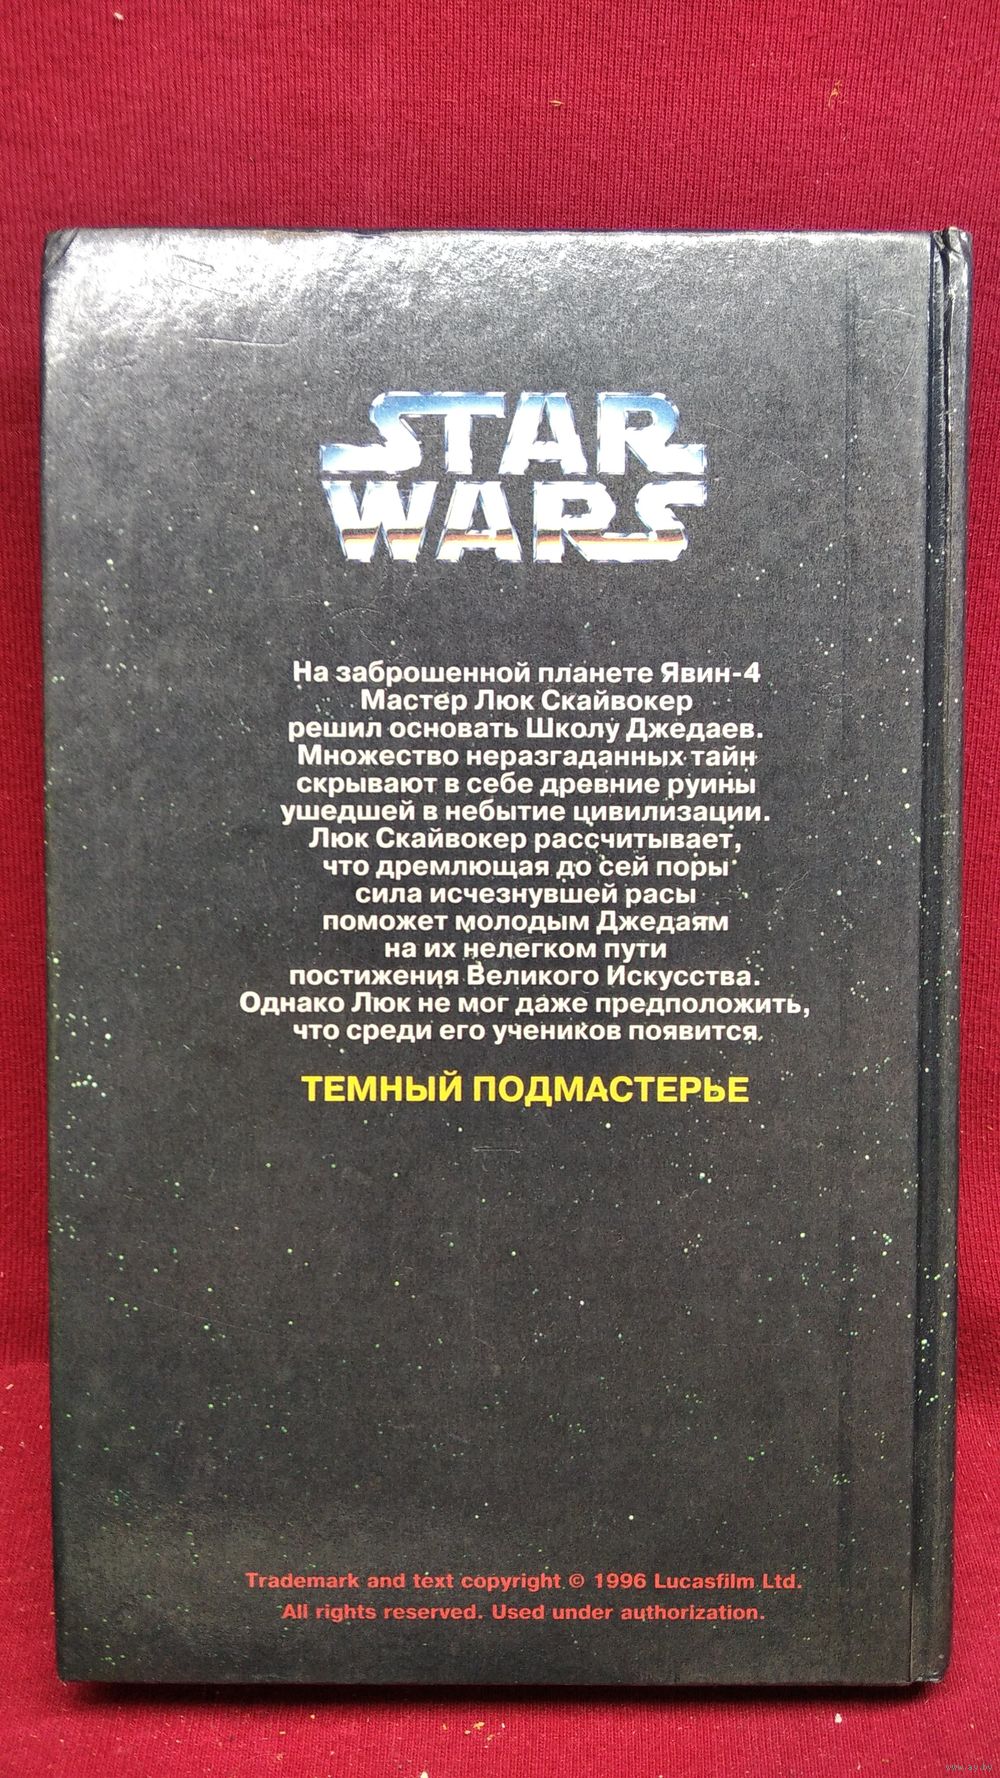 STAR
WARS
На заброшенной планете Явин-4
Мастер Люк Скайвокер
решил основать Школу Джедаев.
Множество неразгаданных тайн
скрывают в себе древние руины
ушедшей в небытие цивилизации.
Люк Скайвокер рассчитывает,
что дремлющая до сей поры
сила исчезнувшей расы
поможет молодым Джедаям
на их нелегком пути
постижения Великого Искусства.
Однако Люк не мог даже предположить,
что среди его учеников появится
ТЕМНЫЙ ПОДМАСТЕРЬЕ
Trademark and text copyright © 1996 Lucasfilm Ltd.
All rights reserved. Used under authorization.
www.ay.by